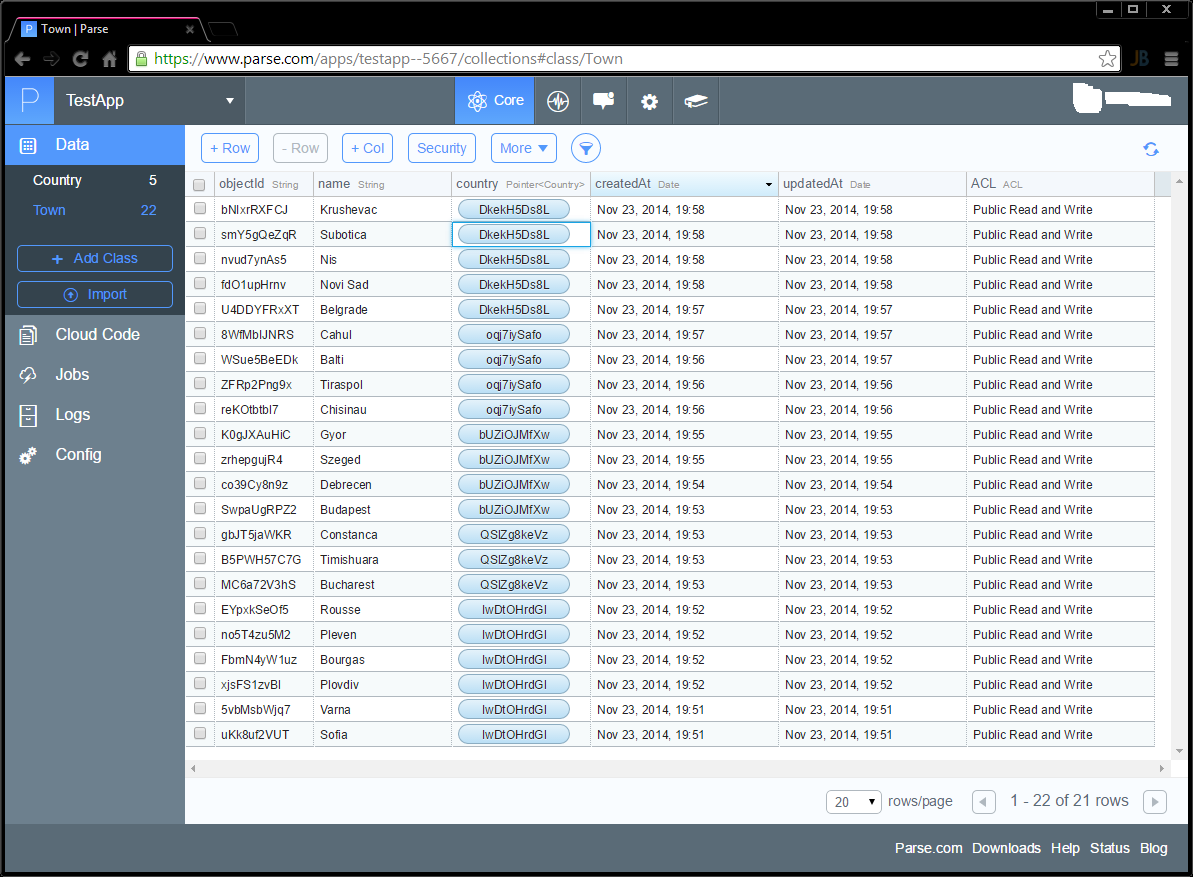 P Town | Parse
https://www.parse.com/apps/testapp--5667/collections#class/Town JB
P TestApp Core
Data
Country 5
Town 22
+ Add Class
Import
Cloud Code
Jobs
Logs
Config
+ Row - Row + Col Security More
objectId String name String country Pointer<Country> createdAt Date updatedAt Date ACL ACL
bNIxrRXFCJ Krushevac DkekH5Ds8L Nov 23, 2014, 19:58 Nov 23, 2014, 19:58 Public Read and Write
smY5gQeZqR Subotica DkekH5Ds8L Nov 23, 2014, 19:58 Nov 23, 2014, 19:58 Public Read and Write
nvud7ynAs5 Nis DkekH5Ds8L Nov 23, 2014, 19:58 Nov 23, 2014, 19:58 Public Read and Write
fdO1upHrnv Novi Sad DkekH5Ds8L Nov 23, 2014, 19:58 Nov 23, 2014, 19:58 Public Read and Write
U4DDYFRxXT Belgrade DkekH5Ds8L Nov 23, 2014, 19:57 Nov 23, 2014, 19:57 Public Read and Write
8WfMblJNRS Cahul oqj7iySafo Nov 23, 2014, 19:57 Nov 23, 2014, 19:57 Public Read and Write
WSue5BeEDk Balti oqj7iySafo Nov 23, 2014, 19:56 Nov 23, 2014, 19:57 Public Read and Write
ZFRp2Png9x Tiraspol oqj7iySafo Nov 23, 2014, 19:56 Nov 23, 2014, 19:56 Public Read and Write
reKOtbtbl7 Chisinau oqj7iySafo Nov 23, 2014, 19:56 Nov 23, 2014, 19:56 Public Read and Write
K0gJXAuHiC Gyor bUZiOJMfXw Nov 23, 2014, 19:55 Nov 23, 2014, 19:55 Public Read and Write
zrhepgujR4 Szeged bUZiOJMfXw Nov 23, 2014, 19:55 Nov 23, 2014, 19:55 Public Read and Write
co39Cy8n9z Debrecen bUZiOJMfXw Nov 23, 2014, 19:54 Nov 23, 2014, 19:54 Public Read and Write
SwpaUgRPZ2 Budapest bUZiOJMfXw Nov 23, 2014, 19:54 Nov 23, 2014, 19:54 Public Read and Write
gbJT5jaWKR Constanca QSlZg8keVz Nov 23, 2014, 19:53 Nov 23, 2014, 19:53 Public Read and Write
B5PWH57C7G Timishuara QSlZg8keVz Nov 23, 2014, 19:53 Nov 23, 2014, 19:53 Public Read and Write
MC6a72V3hS Bucharest QSlZg8keVz Nov 23, 2014, 19:53 Nov 23, 2014, 19:53 Public Read and Write
EYpxkSeOf5 Rousse IwDtOHrdGI Nov 23, 2014, 19:52 Nov 23, 2014, 19:52 Public Read and Write
no5T4zu5M2 Pleven IwDtOHrdGI Nov 23, 2014, 19:52 Nov 23, 2014, 19:52 Public Read and Write
FbmN4yW1uz Bourgas IwDtOHrdGI Nov 23, 2014, 19:52 Nov 23, 2014, 19:52 Public Read and Write
xjsFS1zvBI Plovdiv IwDtOHrdGI Nov 23, 2014, 19:52 Nov 23, 2014, 19:52 Public Read and Write
5vbMsbWjq7 Varna IwDtOHrdGI Nov 23, 2014, 19:51 Nov 23, 2014, 19:51 Public Read and Write
uKk8uf2VUT Sofia IwDtOHrdGI Nov 23, 2014, 19:51 Nov 23, 2014, 19:51 Public Read and Write
20 rows/page 1 - 22 of 21 rows
Parse.com Downloads Help Status Blog